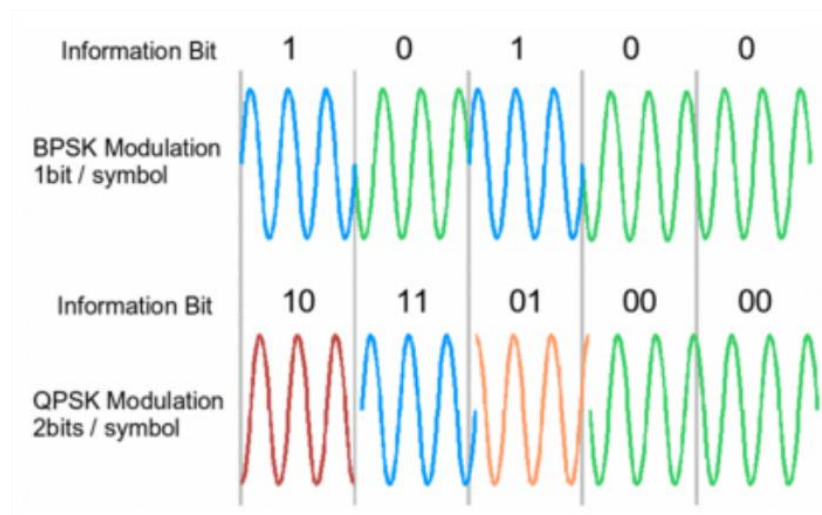 Information Bit 1 0 1 0 0
BPSK Modulation
1bit / symbol
Information Bit 10 11 01 00 00
QPSK Modulation
2bits / symbol